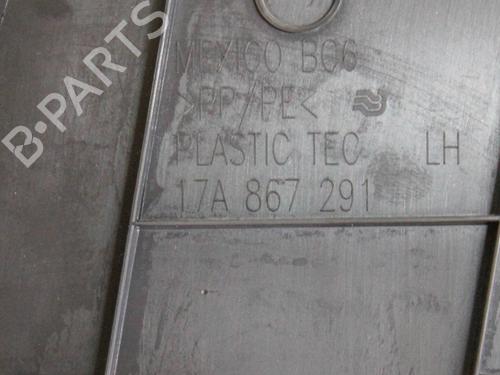 B-PARTS
MEXICO BC6
>PP/PE<
PLASTIC TEC LH
17A 867 291